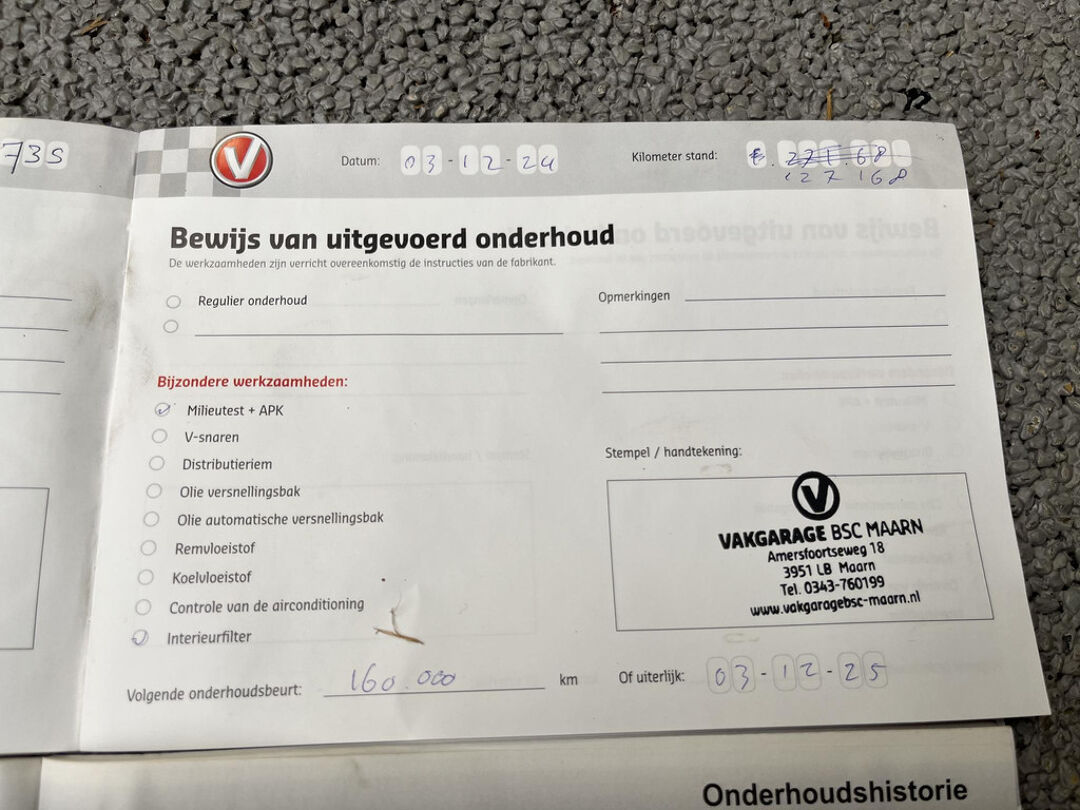 735
V
Datum: 03-12-24
Kilometer stand:
127168
Bewijs van uitgevoerd onderhoud
De werkzaamheden zijn verricht overeenkomstig de instructies van de fabrikant.
Regulier onderhoud
Opmerkingen
Bijzondere werkzaamheden:
Milieutest + APK
V-snaren
Distributieriem
Olie versnellingsbak
Olie automatische versnellingsbak
Remvloeistof
Koelvloeistof
Controle van de airconditioning
Interieurfilter
Stempel / handtekening:
V
VAKGARAGE BSC MAARN
Amersfoortseweg 18
3951 LB Maarn
Tel. 0343-760199
www.vakgaragebsc-maarn.nl
Volgende onderhoudsbeurt: 160.000 km
Of uiterlijk: 03-12-25
Onderhoudshistorie